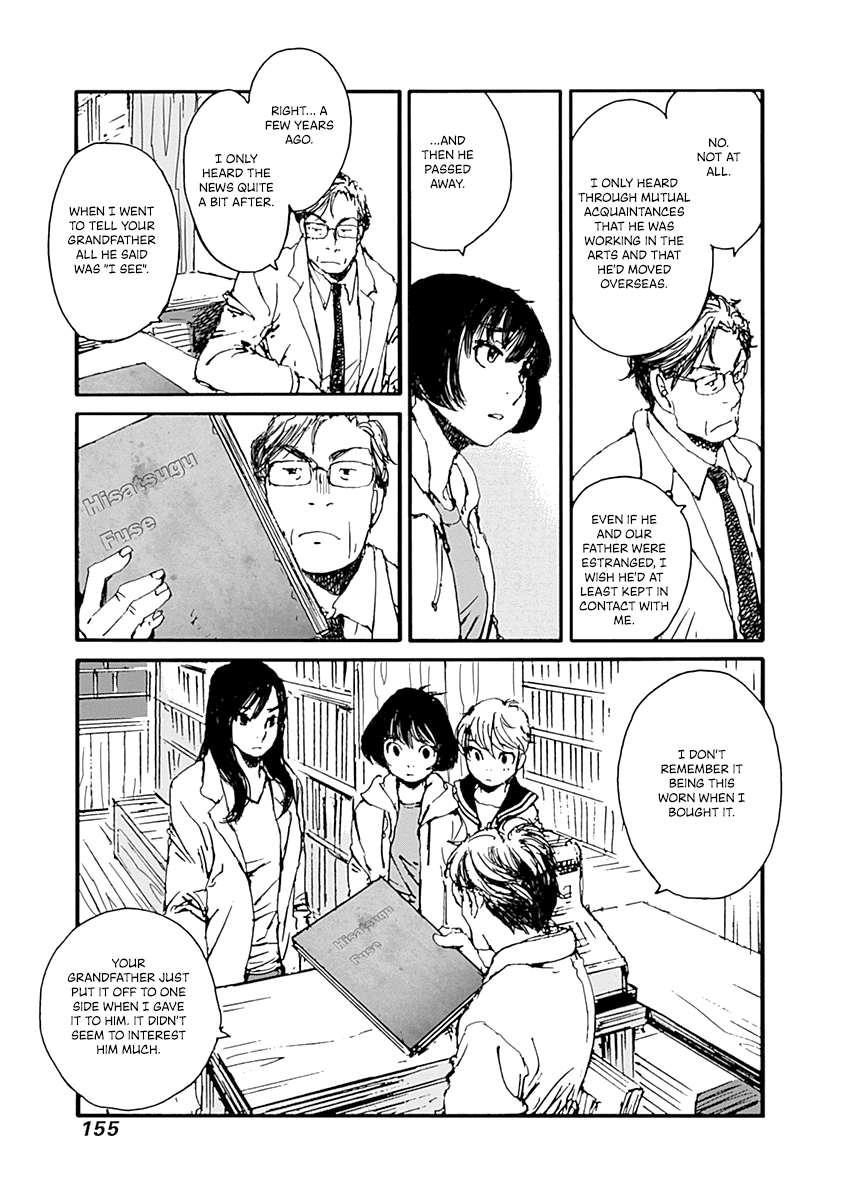 NO.
NOT AT
ALL.
I ONLY HEARD
THROUGH MUTUAL
ACQUAINTANCES
THAT HE WAS
WORKING IN THE
ARTS AND THAT
HE'D MOVED
OVERSEAS.
EVEN IF HE
AND OUR
FATHER WERE
ESTRANGED, I
WISH HE'D AT
LEAST KEPT IN
CONTACT WITH
ME.
...AND
THEN HE
PASSED
AWAY.
RIGHT... A
FEW YEARS
AGO.
I ONLY
HEARD THE
NEWS QUITE
A BIT AFTER.
WHEN I WENT
TO TELL YOUR
GRANDFATHER
ALL HE SAID
WAS "I SEE".
Hisatsugu
Fuse
I DON'T
REMEMBER IT
BEING THIS
WORN WHEN I
BOUGHT IT.
Hisatsugu
Fuse
YOUR
GRANDFATHER JUST
PUT IT OFF TO ONE
SIDE WHEN I GAVE
IT TO HIM. IT DIDN'T
SEEM TO INTEREST
HIM MUCH.
155